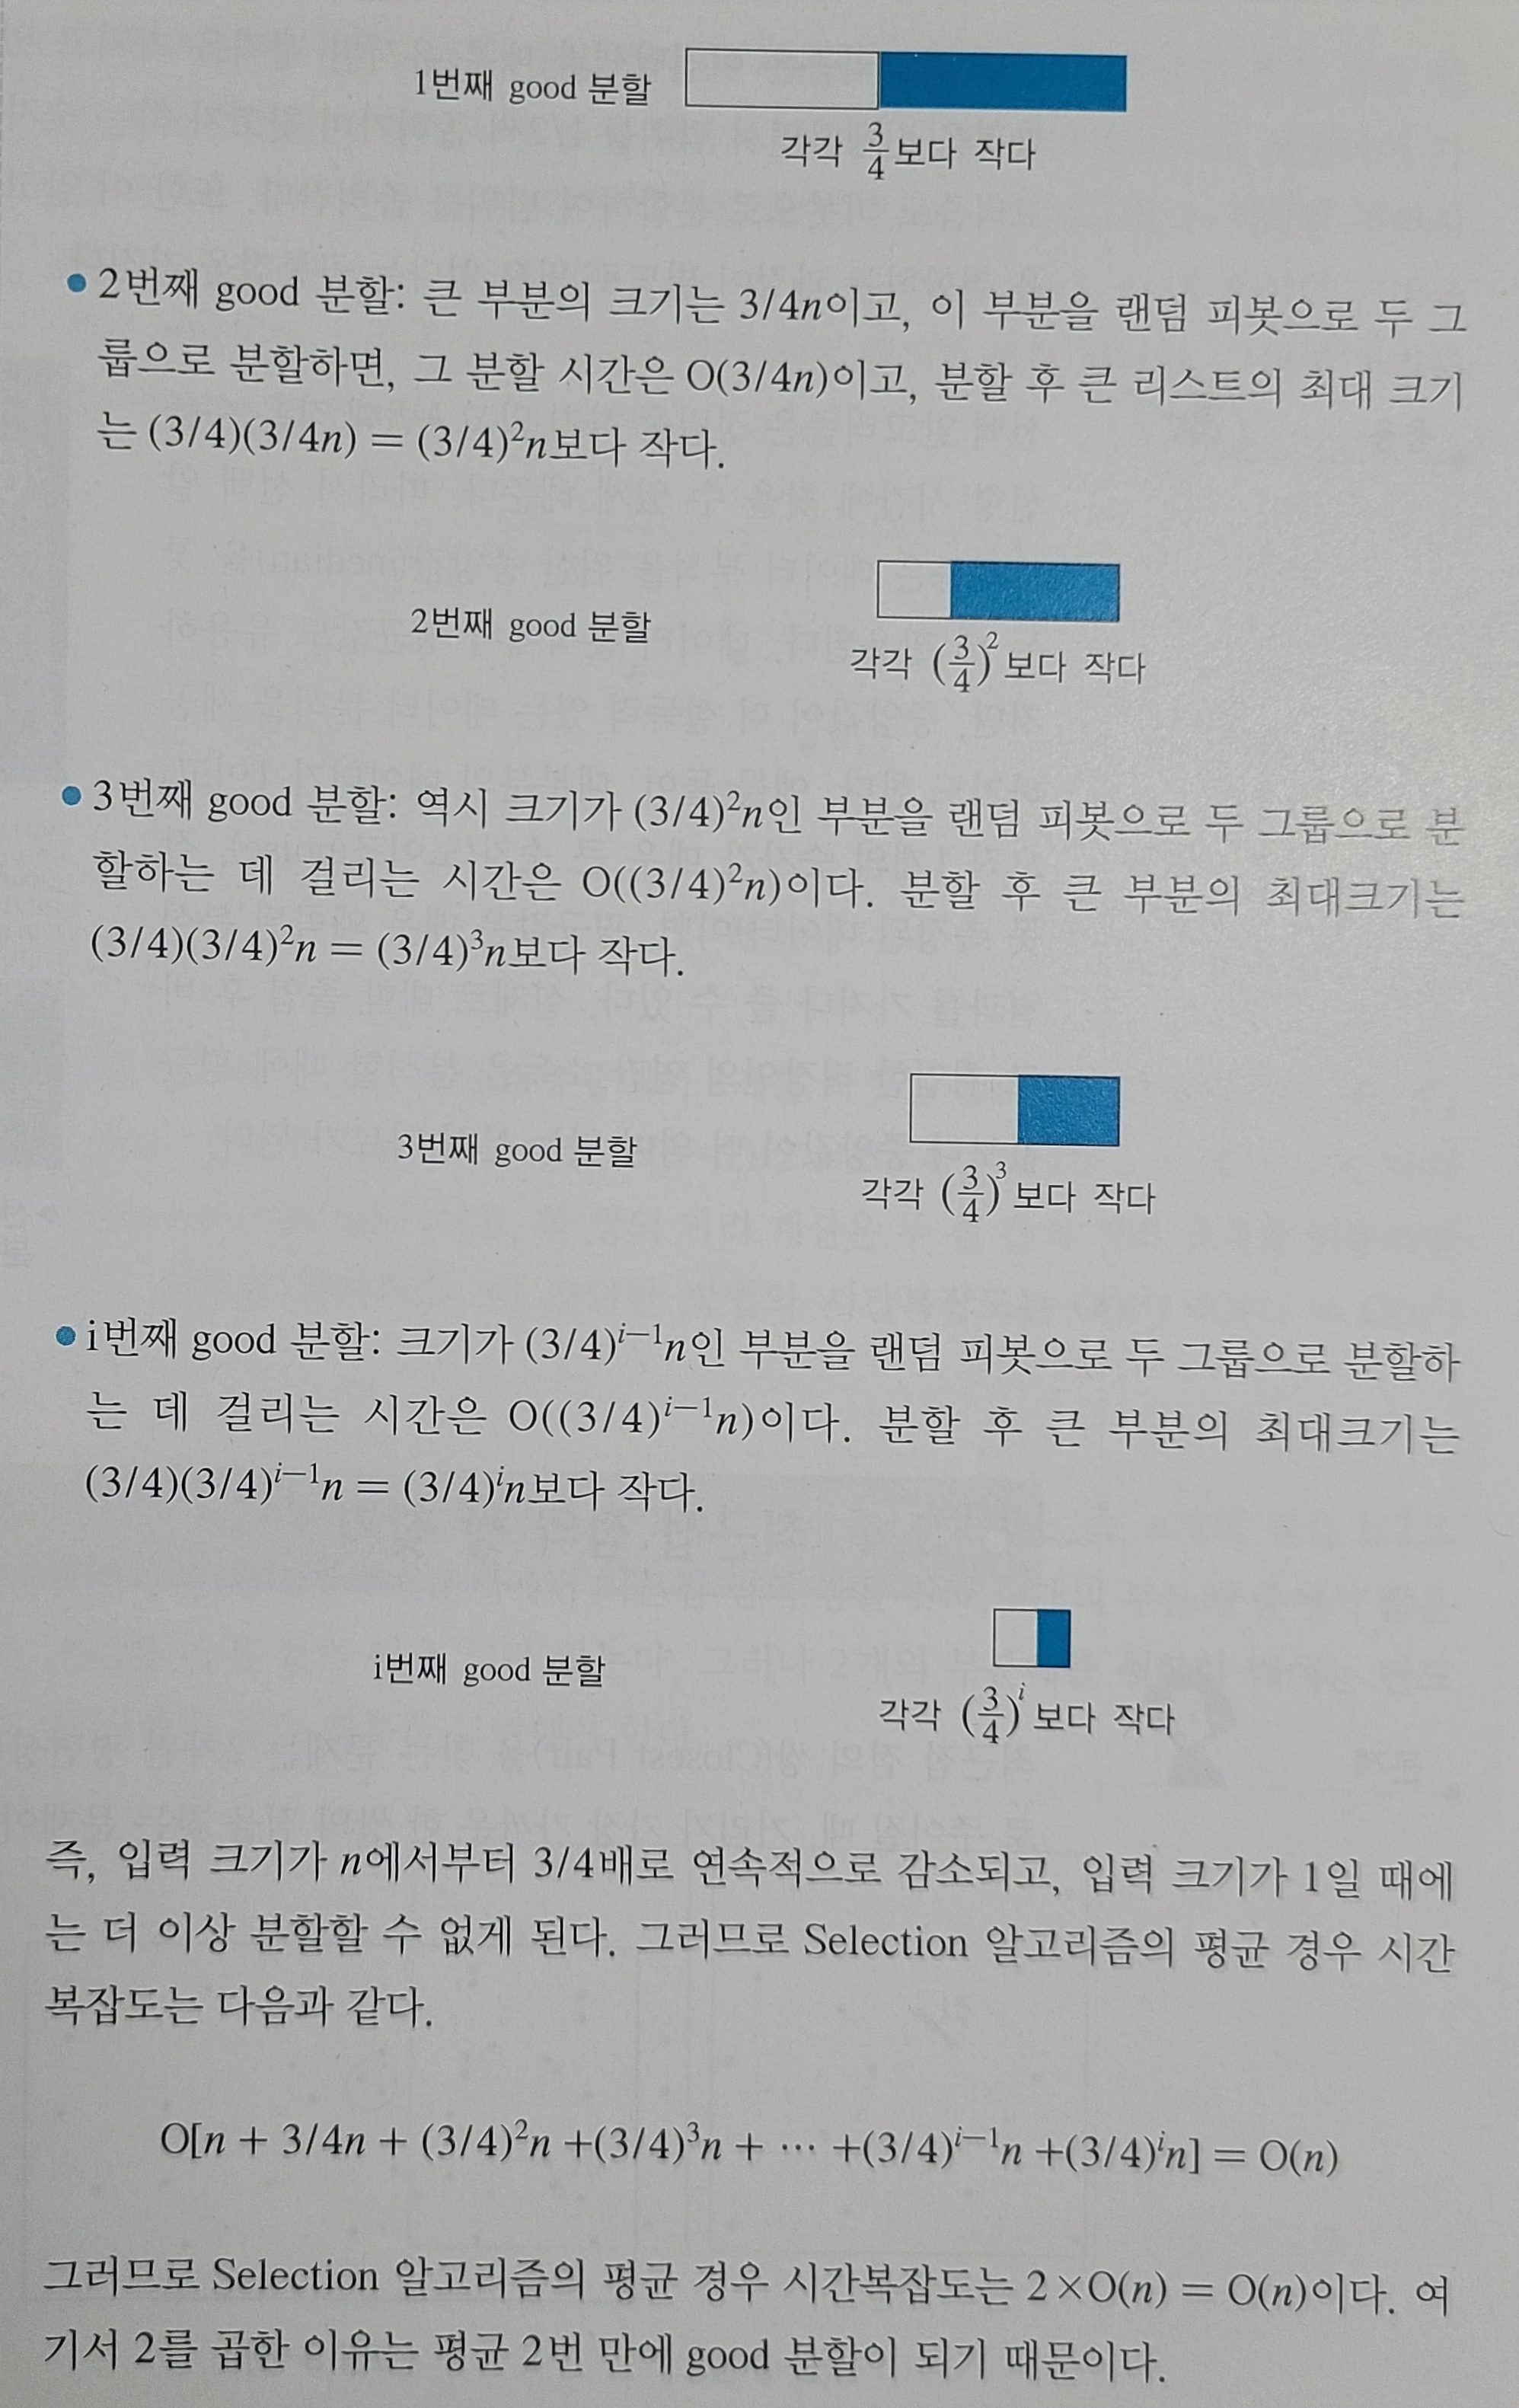 1번째 good 분할
각각 3/4보다 작다
• 2번째 good 분할: 큰 부분의 크기는 3/4n이고, 이 부분을 랜덤 피봇으로 두 그
룹으로 분할하면, 그 분할 시간은 O(3/4n)이고, 분할 후 큰 리스트의 최대 크기
는 (3/4)(3/4n) = (3/4)²n보다 작다.
2번째 good 분할
각각 (3/4)²보다 작다
• 3번째 good 분할: 역시 크기가 (3/4)²n인 부분을 랜덤 피봇으로 두 그룹으로 분
할하는 데 걸리는 시간은 O((3/4)²n)이다. 분할 후 큰 부분의 최대크기는
(3/4)(3/4)²n = (3/4)³n보다 작다.
3번째 good 분할
각각 (3/4)³보다 작다
• i번째 good 분할: 크기가 (3/4)ⁱ⁻¹n인 부분을 랜덤 피봇으로 두 그룹으로 분할하
는 데 걸리는 시간은 O((3/4)ⁱ⁻¹n)이다. 분할 후 큰 부분의 최대크기는
(3/4)(3/4)ⁱ⁻¹n = (3/4)ⁱn보다 작다.
i번째 good 분할
각각 (3/4)ⁱ보다 작다
즉, 입력 크기가 n에서부터 3/4배로 연속적으로 감소되고, 입력 크기가 1일 때에
는 더 이상 분할할 수 없게 된다. 그러므로 Selection 알고리즘의 평균 경우 시간
복잡도는 다음과 같다.
O[n + 3/4n + (3/4)²n +(3/4)³n + ⋯ +(3/4)ⁱ⁻¹n +(3/4)ⁱn] = O(n)
그러므로 Selection 알고리즘의 평균 경우 시간복잡도는 2×O(n) = O(n)이다. 여
기서 2를 곱한 이유는 평균 2번 만에 good 분할이 되기 때문이다.